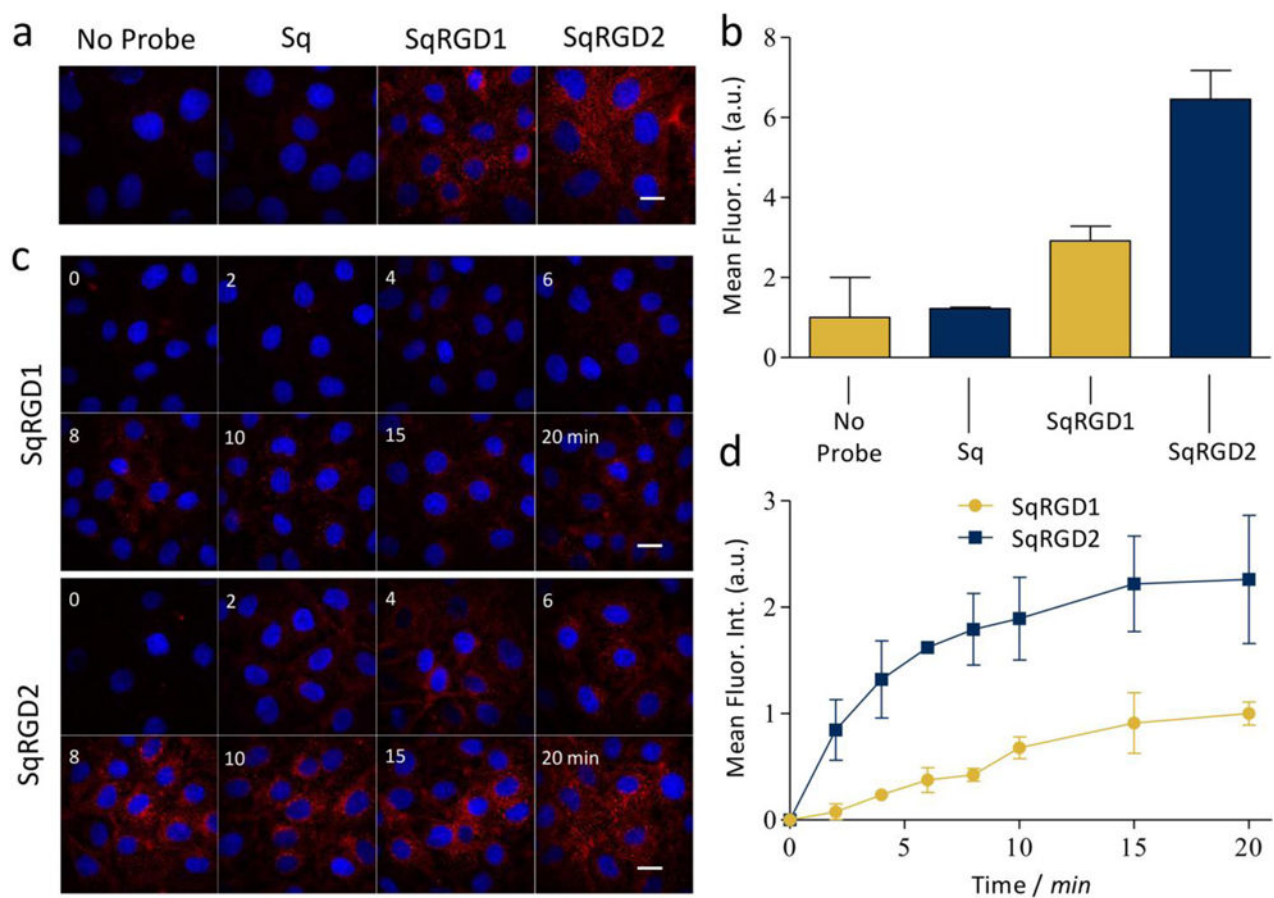 a
No Probe Sq SqRGD1 SqRGD2
b
Mean Fluor. Int. (a.u.)
8
6
4
2
0
No
Probe
Sq
SqRGD1
SqRGD2
c
SqRGD1
0 2 4 6
8 10 15 20 min
SqRGD2
0 2 4 6
8 10 15 20 min
d
SqRGD1
SqRGD2
Mean Fluor. Int. (a.u.)
3
2
1
0
0 5 10 15 20
Time / min